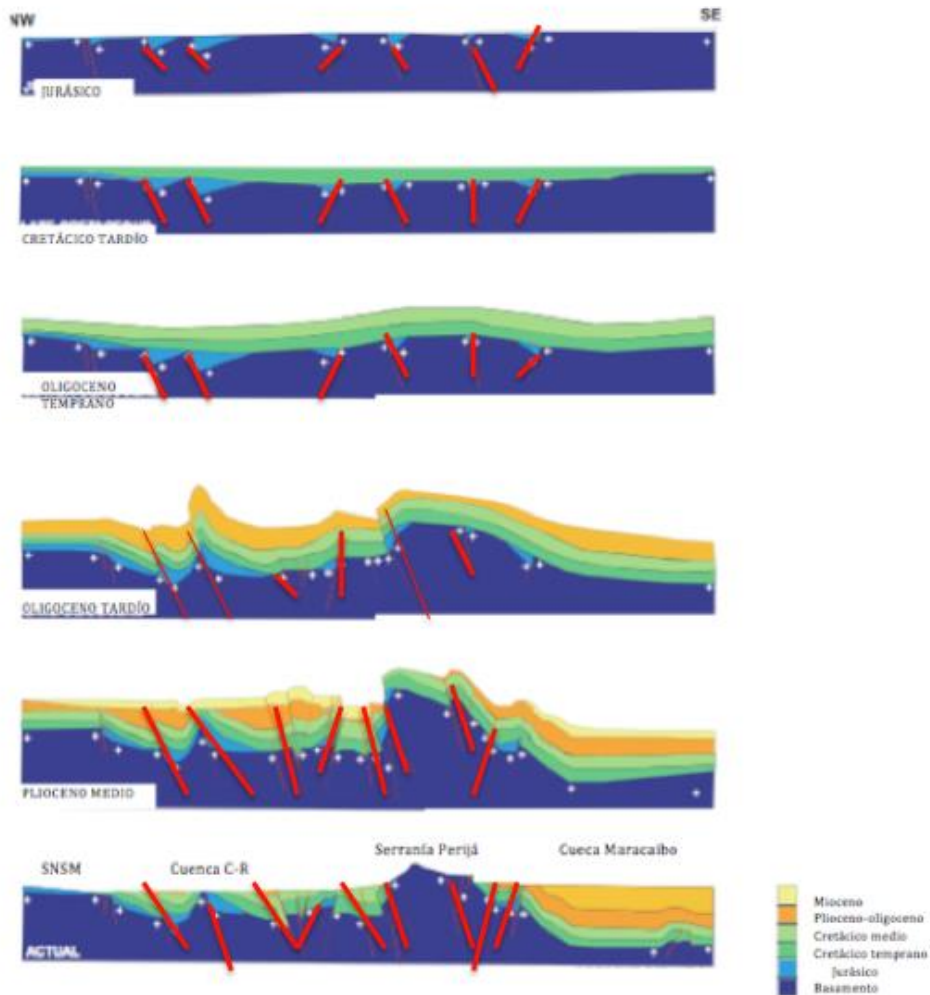 NW
SE
JURÁSICO
CRETÁCICO TARDÍO
OLIGOCENO
TEMPRANO
OLIGOCENO TARDÍO
PLIOCENO MEDIO
SNSM
Cuenca C-R
Serranía Perijá
Cueca Maracaibo
ACTUAL
Mioceno
Plioceno-oligoceno
Cretácico medio
Cretácico temprano
Jurásico
Basamento